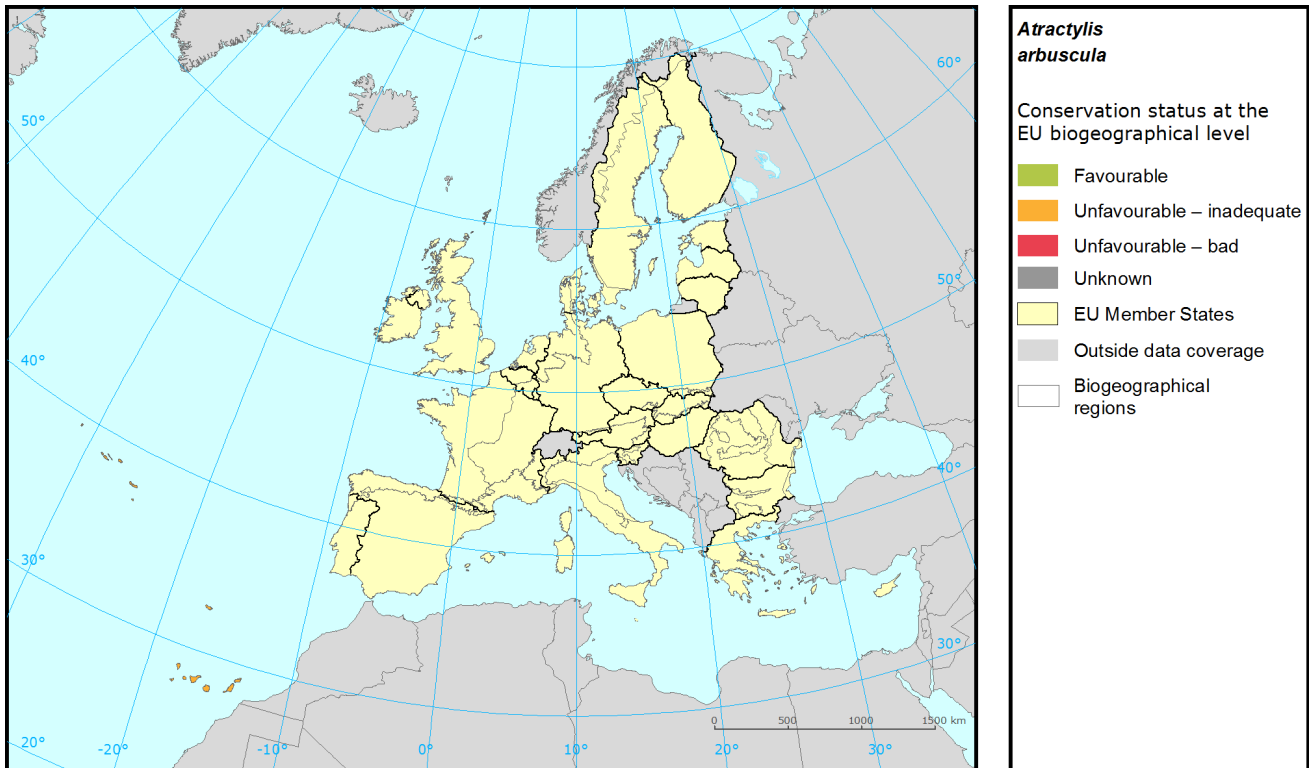 Atractylis
arbuscula
Conservation status at the
EU biogeographical level
Favourable
Unfavourable – inadequate
Unfavourable – bad
Unknown
EU Member States
Outside data coverage
Biogeographical
regions
60°
50°
50°
40°
40°
30°
30°
0 500 1000 1500 km
20° -20° -10° 0° 10° 20° 30°